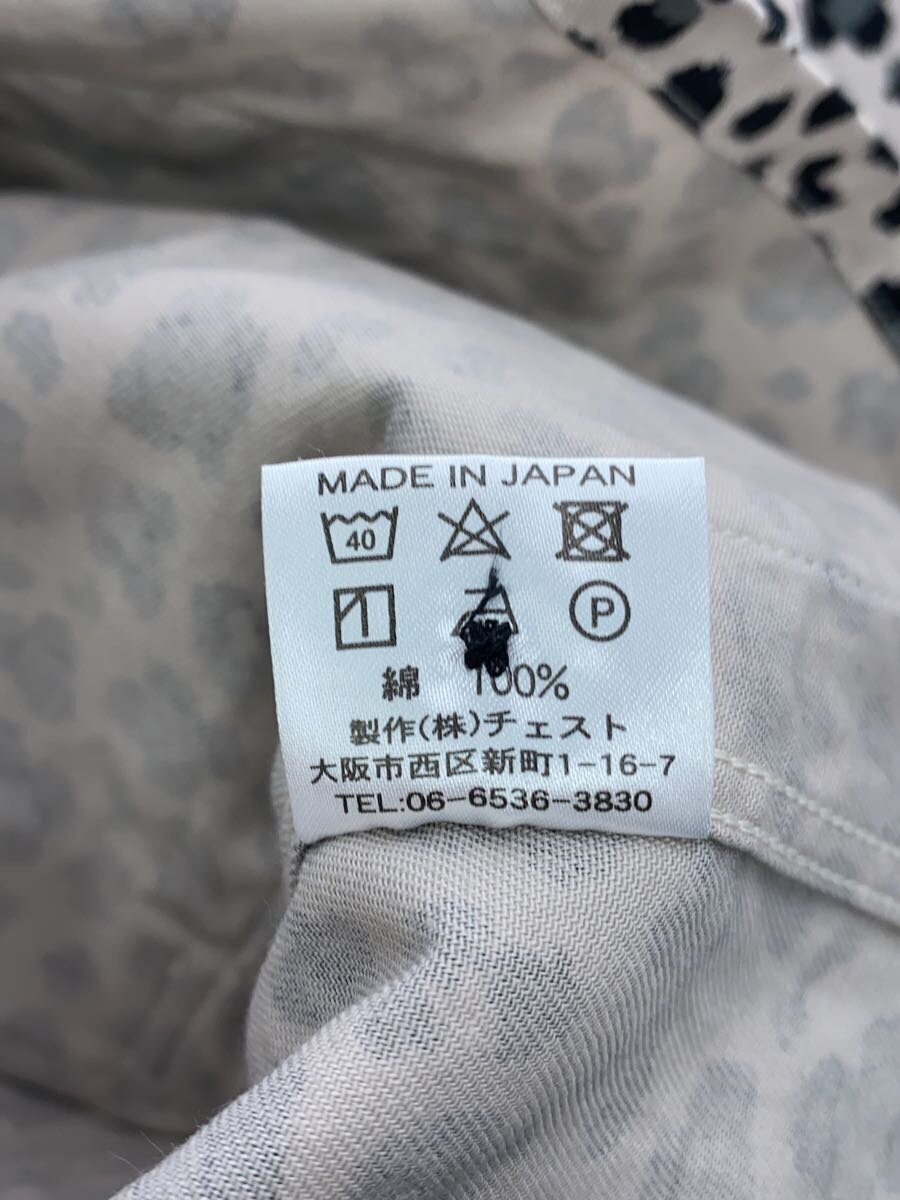 MADE IN JAPAN
40
P
綿 100%
製作(株)チェスト
大阪市西区新町1-16-7
TEL:06-6536-3830